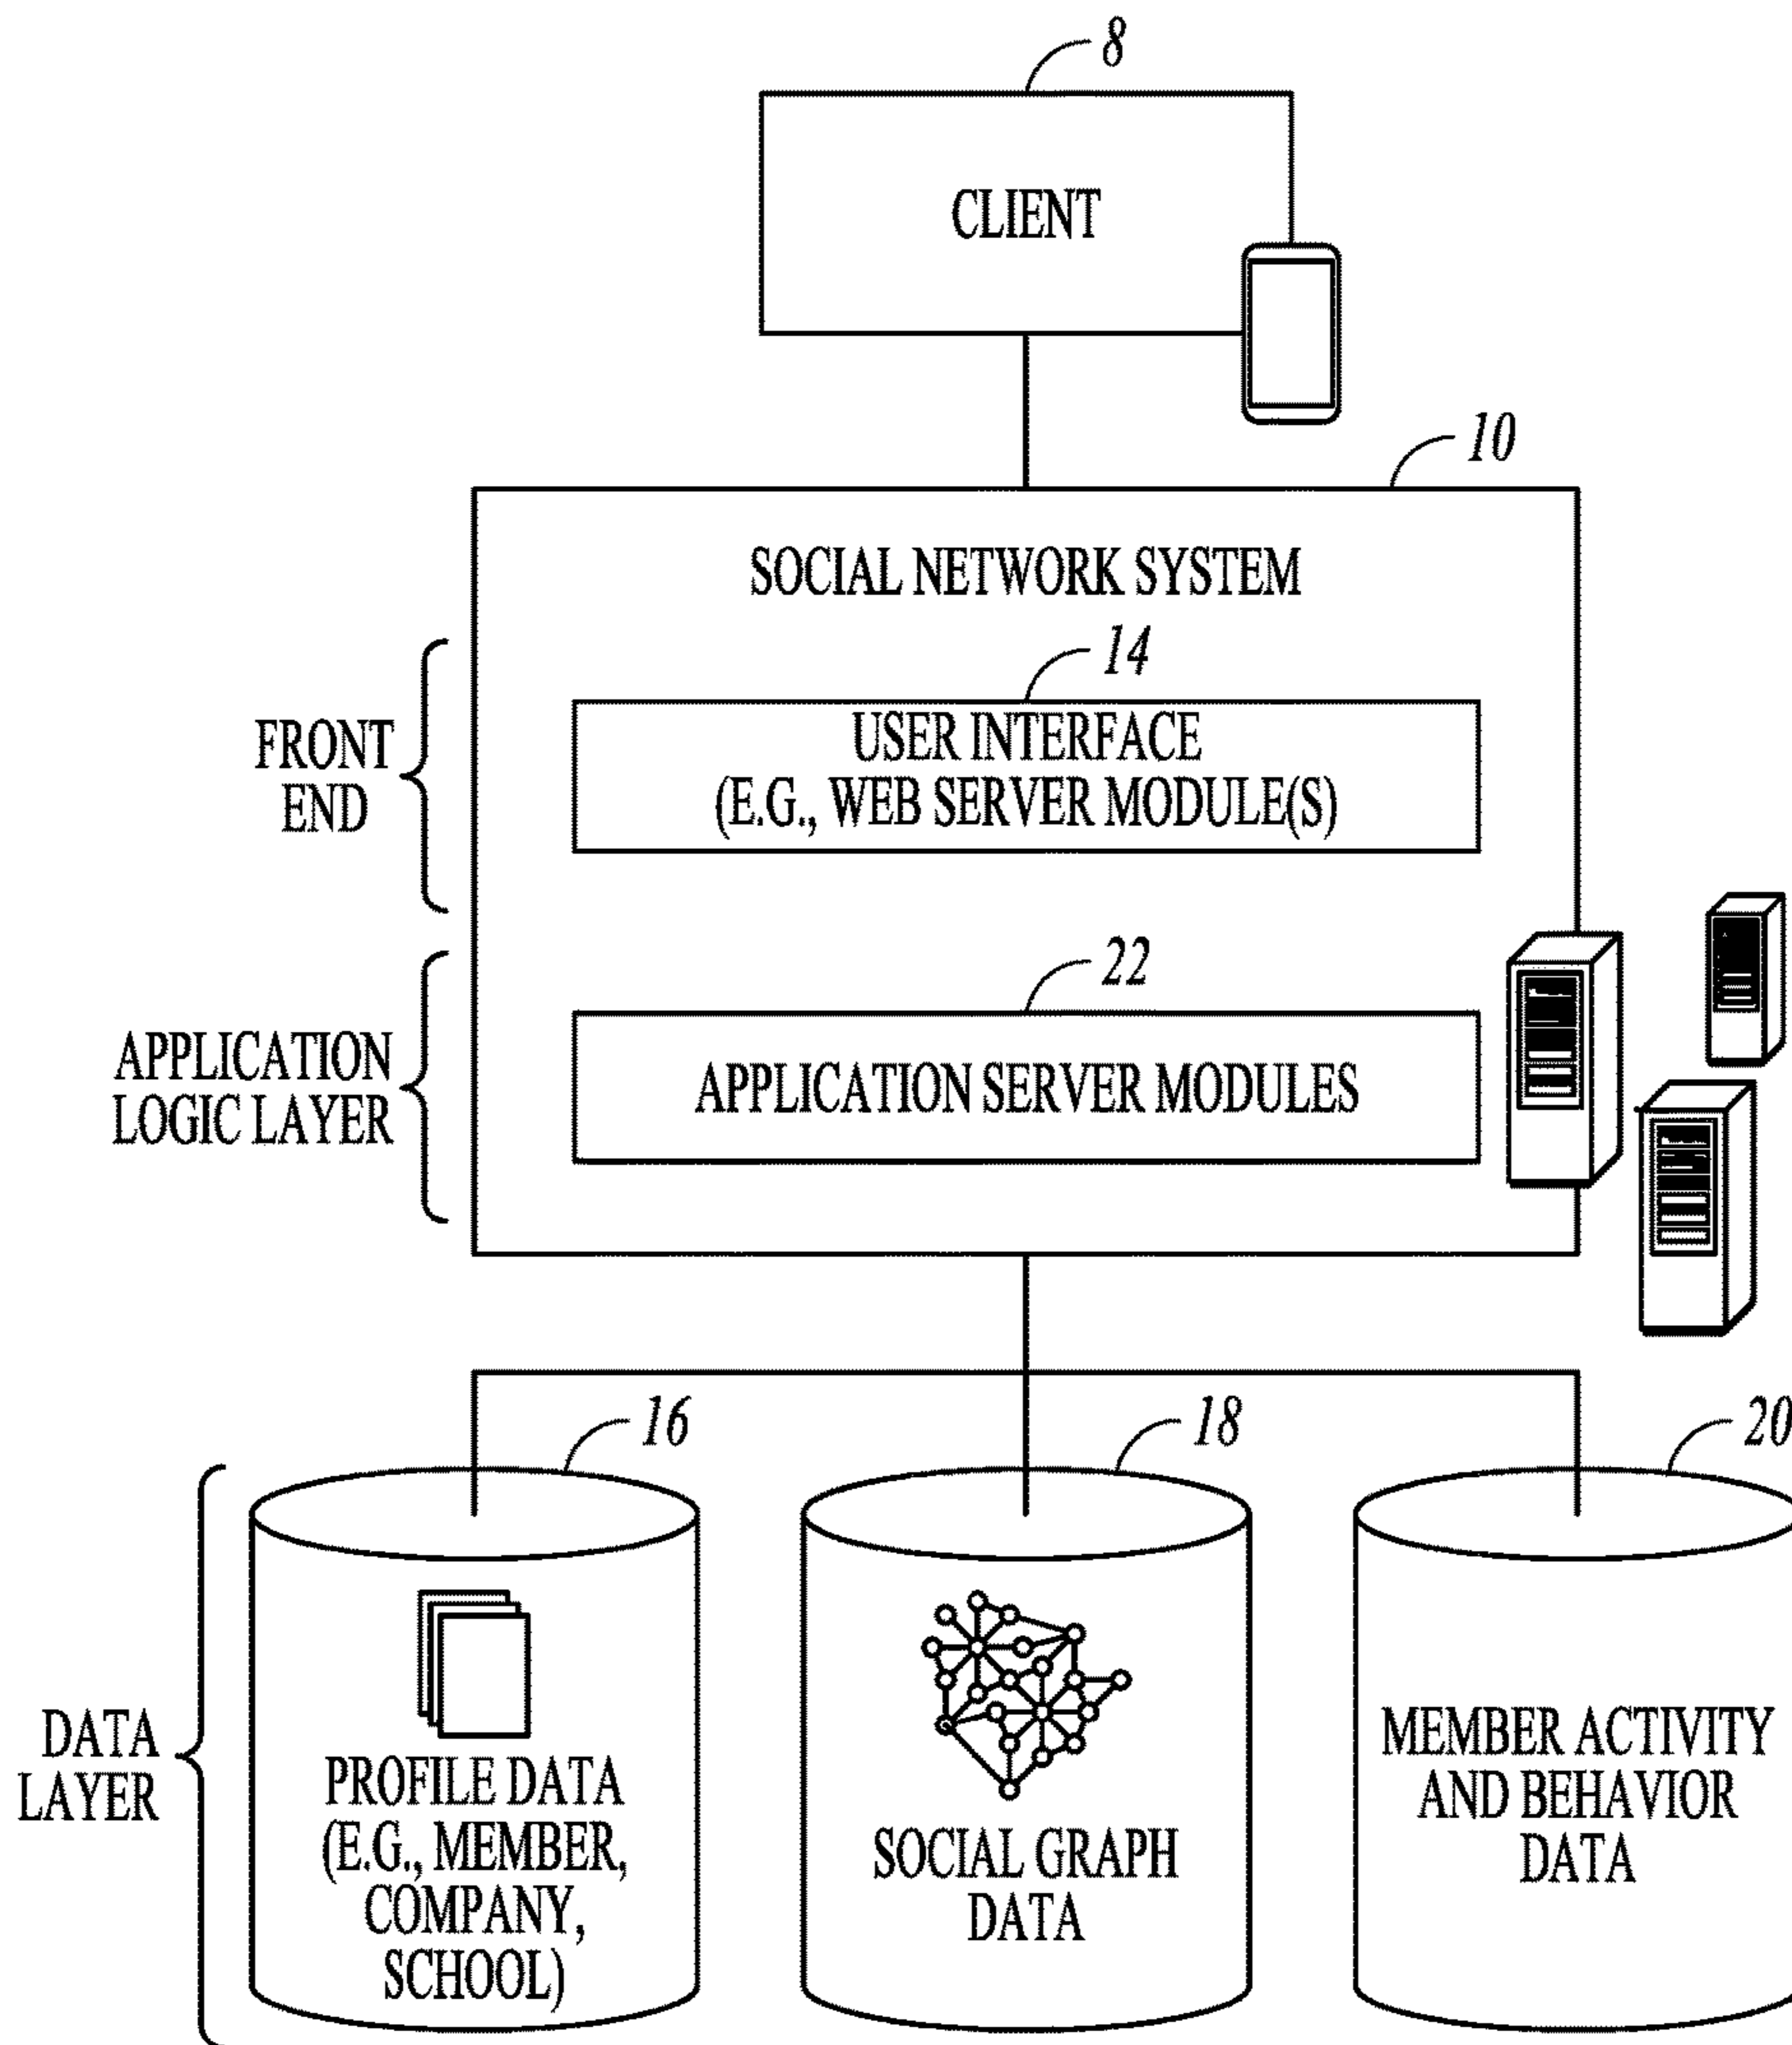 8
CLIENT
10
SOCIAL NETWORK SYSTEM
14
FRONT
END
USER INTERFACE
(E.G., WEB SERVER MODULE(S)
22
APPLICATION
LOGIC LAYER
APPLICATION SERVER MODULES
16
18
20
DATA
LAYER
PROFILE DATA
(E.G., MEMBER,
COMPANY,
SCHOOL)
SOCIAL GRAPH
DATA
MEMBER ACTIVITY
AND BEHAVIOR
DATA